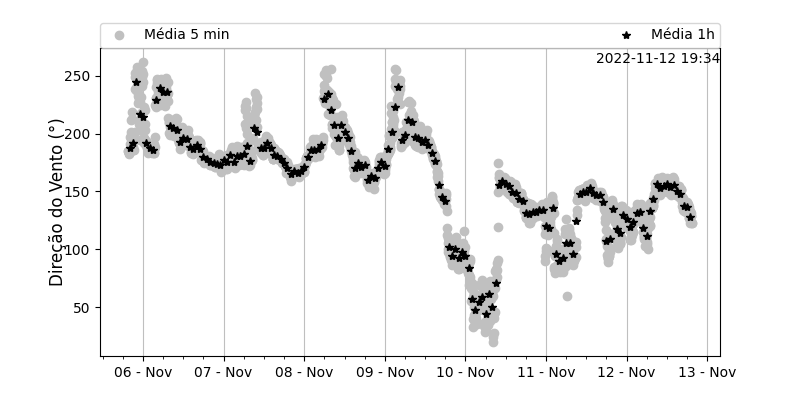 Média 5 min
Média 1h
2022-11-12 19:34
Direção do Vento (°)
250
200
150
100
50
06 - Nov
07 - Nov
08 - Nov
09 - Nov
10 - Nov
11 - Nov
12 - Nov
13 - Nov